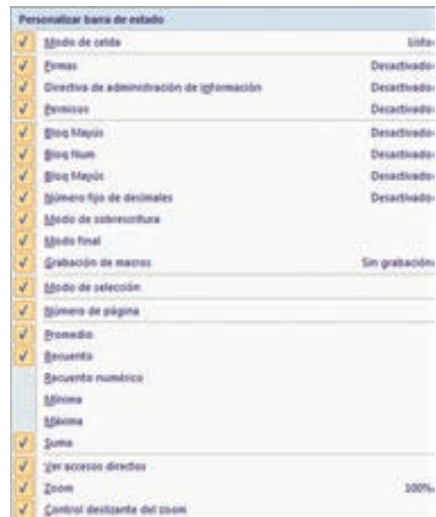 Personalizar barra de estado
Modo de celda Listo
Firmas Desactivado
Directiva de administración de información Desactivado
Permisos Desactivado
Bloq Mayús Desactivado
Bloq Num Desactivado
Bloq Mayús Desactivado
Número fijo de decimales Desactivado
Modo de sobrescritura
Modo final
Grabación de macros Sin grabación
Modo de selección
Número de página
Promedio
Recuento
Recuento numérico
Mínima
Máxima
Suma
Ver accesos directos
Zoom 100%
Control deslizante del zoom